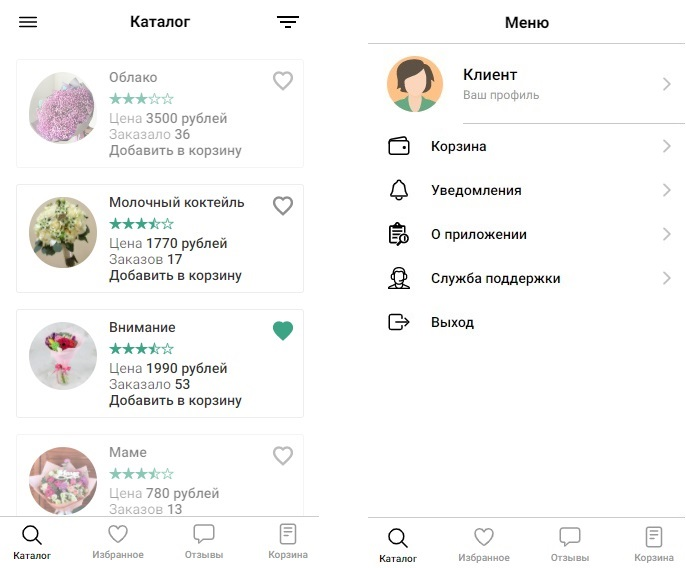 Каталог
Облако
Цена 3500 рублей
Заказало 36
Добавить в корзину
Молочный коктейль
Цена 1770 рублей
Заказов 17
Добавить в корзину
Внимание
Цена 1990 рублей
Заказало 53
Добавить в корзину
Маме
Цена 780 рублей
Заказов 13
Каталог Избранное Отзывы Корзина
Меню
Клиент
Ваш профиль
Корзина
Уведомления
О приложении
Служба поддержки
Выход
Каталог Избранное Отзывы Корзина